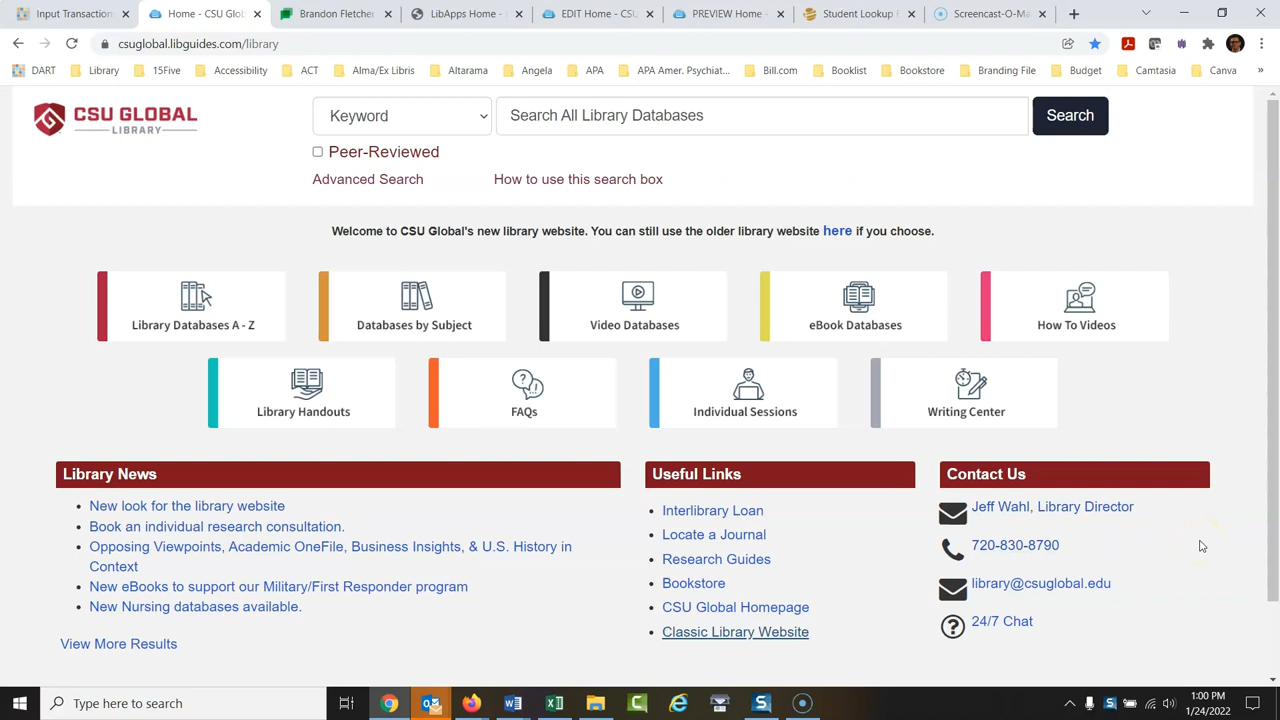 Input Transaction
Home - CSU Glob
Brandon Fletche
LibApps Home -
EDIT Home - CSU
PREVIEW Home -
Student Lookup F
Screencast-O-Ma
csuglobal.libguides.com/library
DART
Library
15Five
Accessibility
ACT
Alma/Ex Libris
Altarama
Angela
APA
APA Amer. Psychiat...
Bill.com
Booklist
Bookstore
Branding File
Budget
Camtasia
Canva
»
CSU GLOBAL
LIBRARY
Keyword
Search All Library Databases
Search
Peer-Reviewed
Advanced Search
How to use this search box
Welcome to CSU Global's new library website. You can still use the older library website here if you choose.
Library Databases A - Z
Databases by Subject
Video Databases
eBook Databases
How To Videos
Library Handouts
FAQs
Individual Sessions
Writing Center
Library News
New look for the library website
Book an individual research consultation.
Opposing Viewpoints, Academic OneFile, Business Insights, & U.S. History in
Context
New eBooks to support our Military/First Responder program
New Nursing databases available.
View More Results
Useful Links
Interlibrary Loan
Locate a Journal
Research Guides
Bookstore
CSU Global Homepage
Classic Library Website
Contact Us
Jeff Wahl, Library Director
720-830-8790
library@csuglobal.edu
24/7 Chat
Type here to search
1:00 PM
1/24/2022